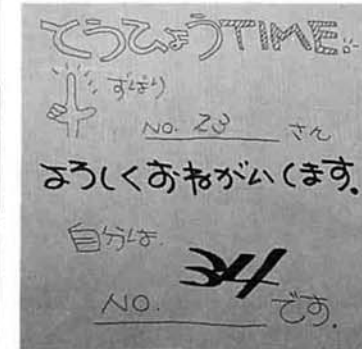 とうひょうTIME!!
ずばり
NO. 23 さん
よろしくおねがいします。
自分は
34
NO. です。